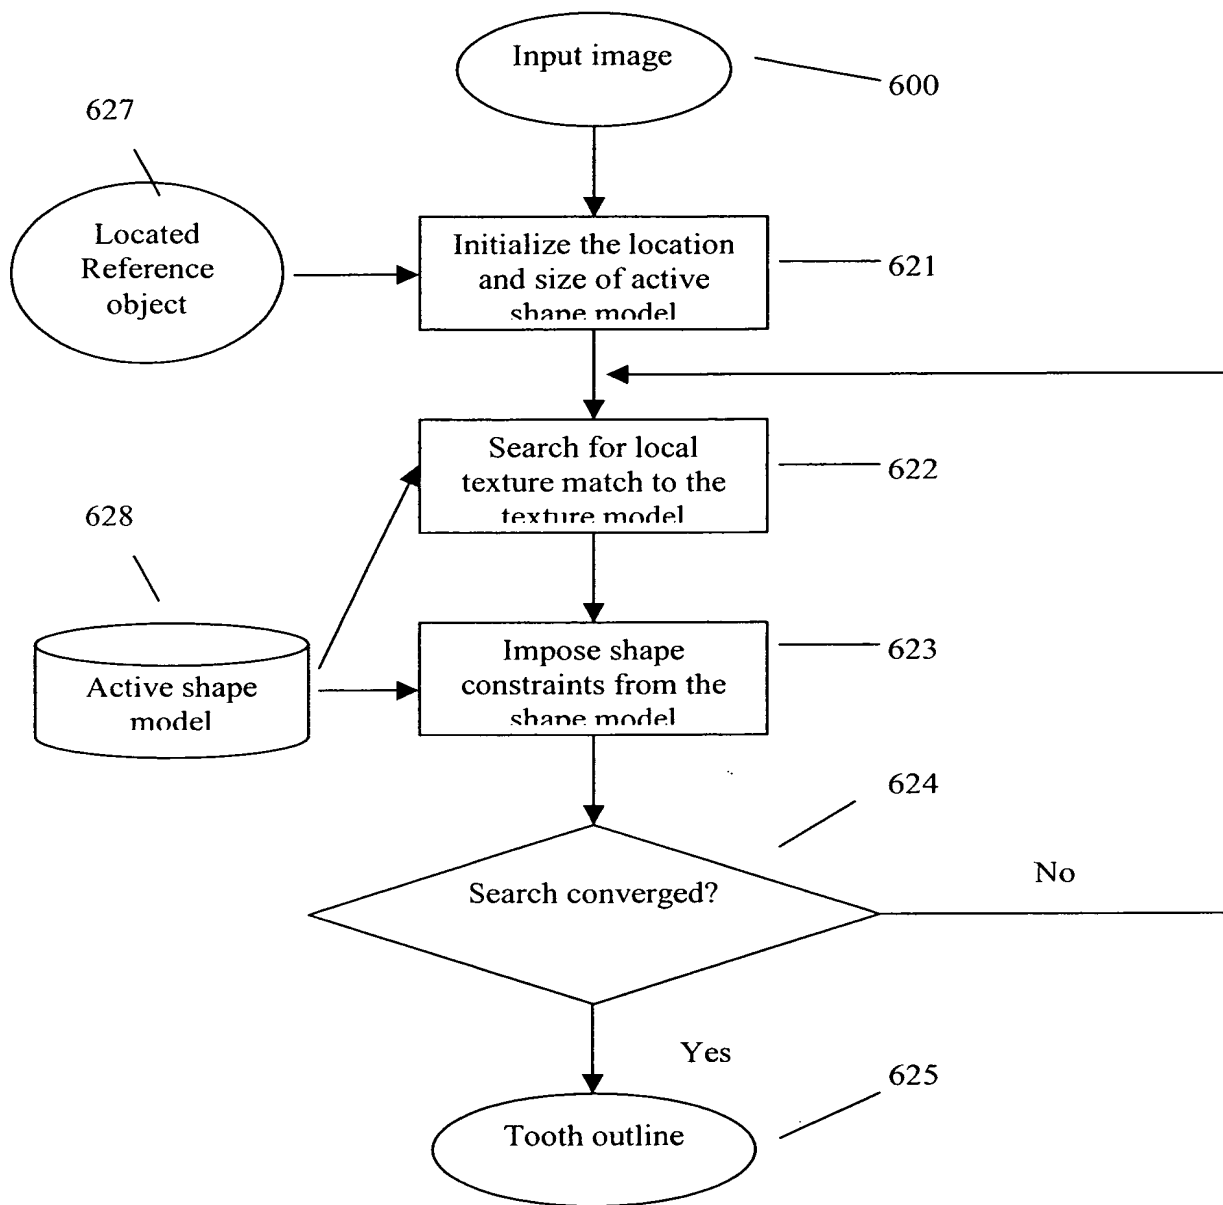 Input image
600
627
Located
Reference
object
Initialize the location
and size of active
shape model
621
Search for local
texture match to the
texture model
622
628
Active shape
model
Impose shape
constraints from the
shape model
623
624
Search converged?
No
Yes
625
Tooth outline